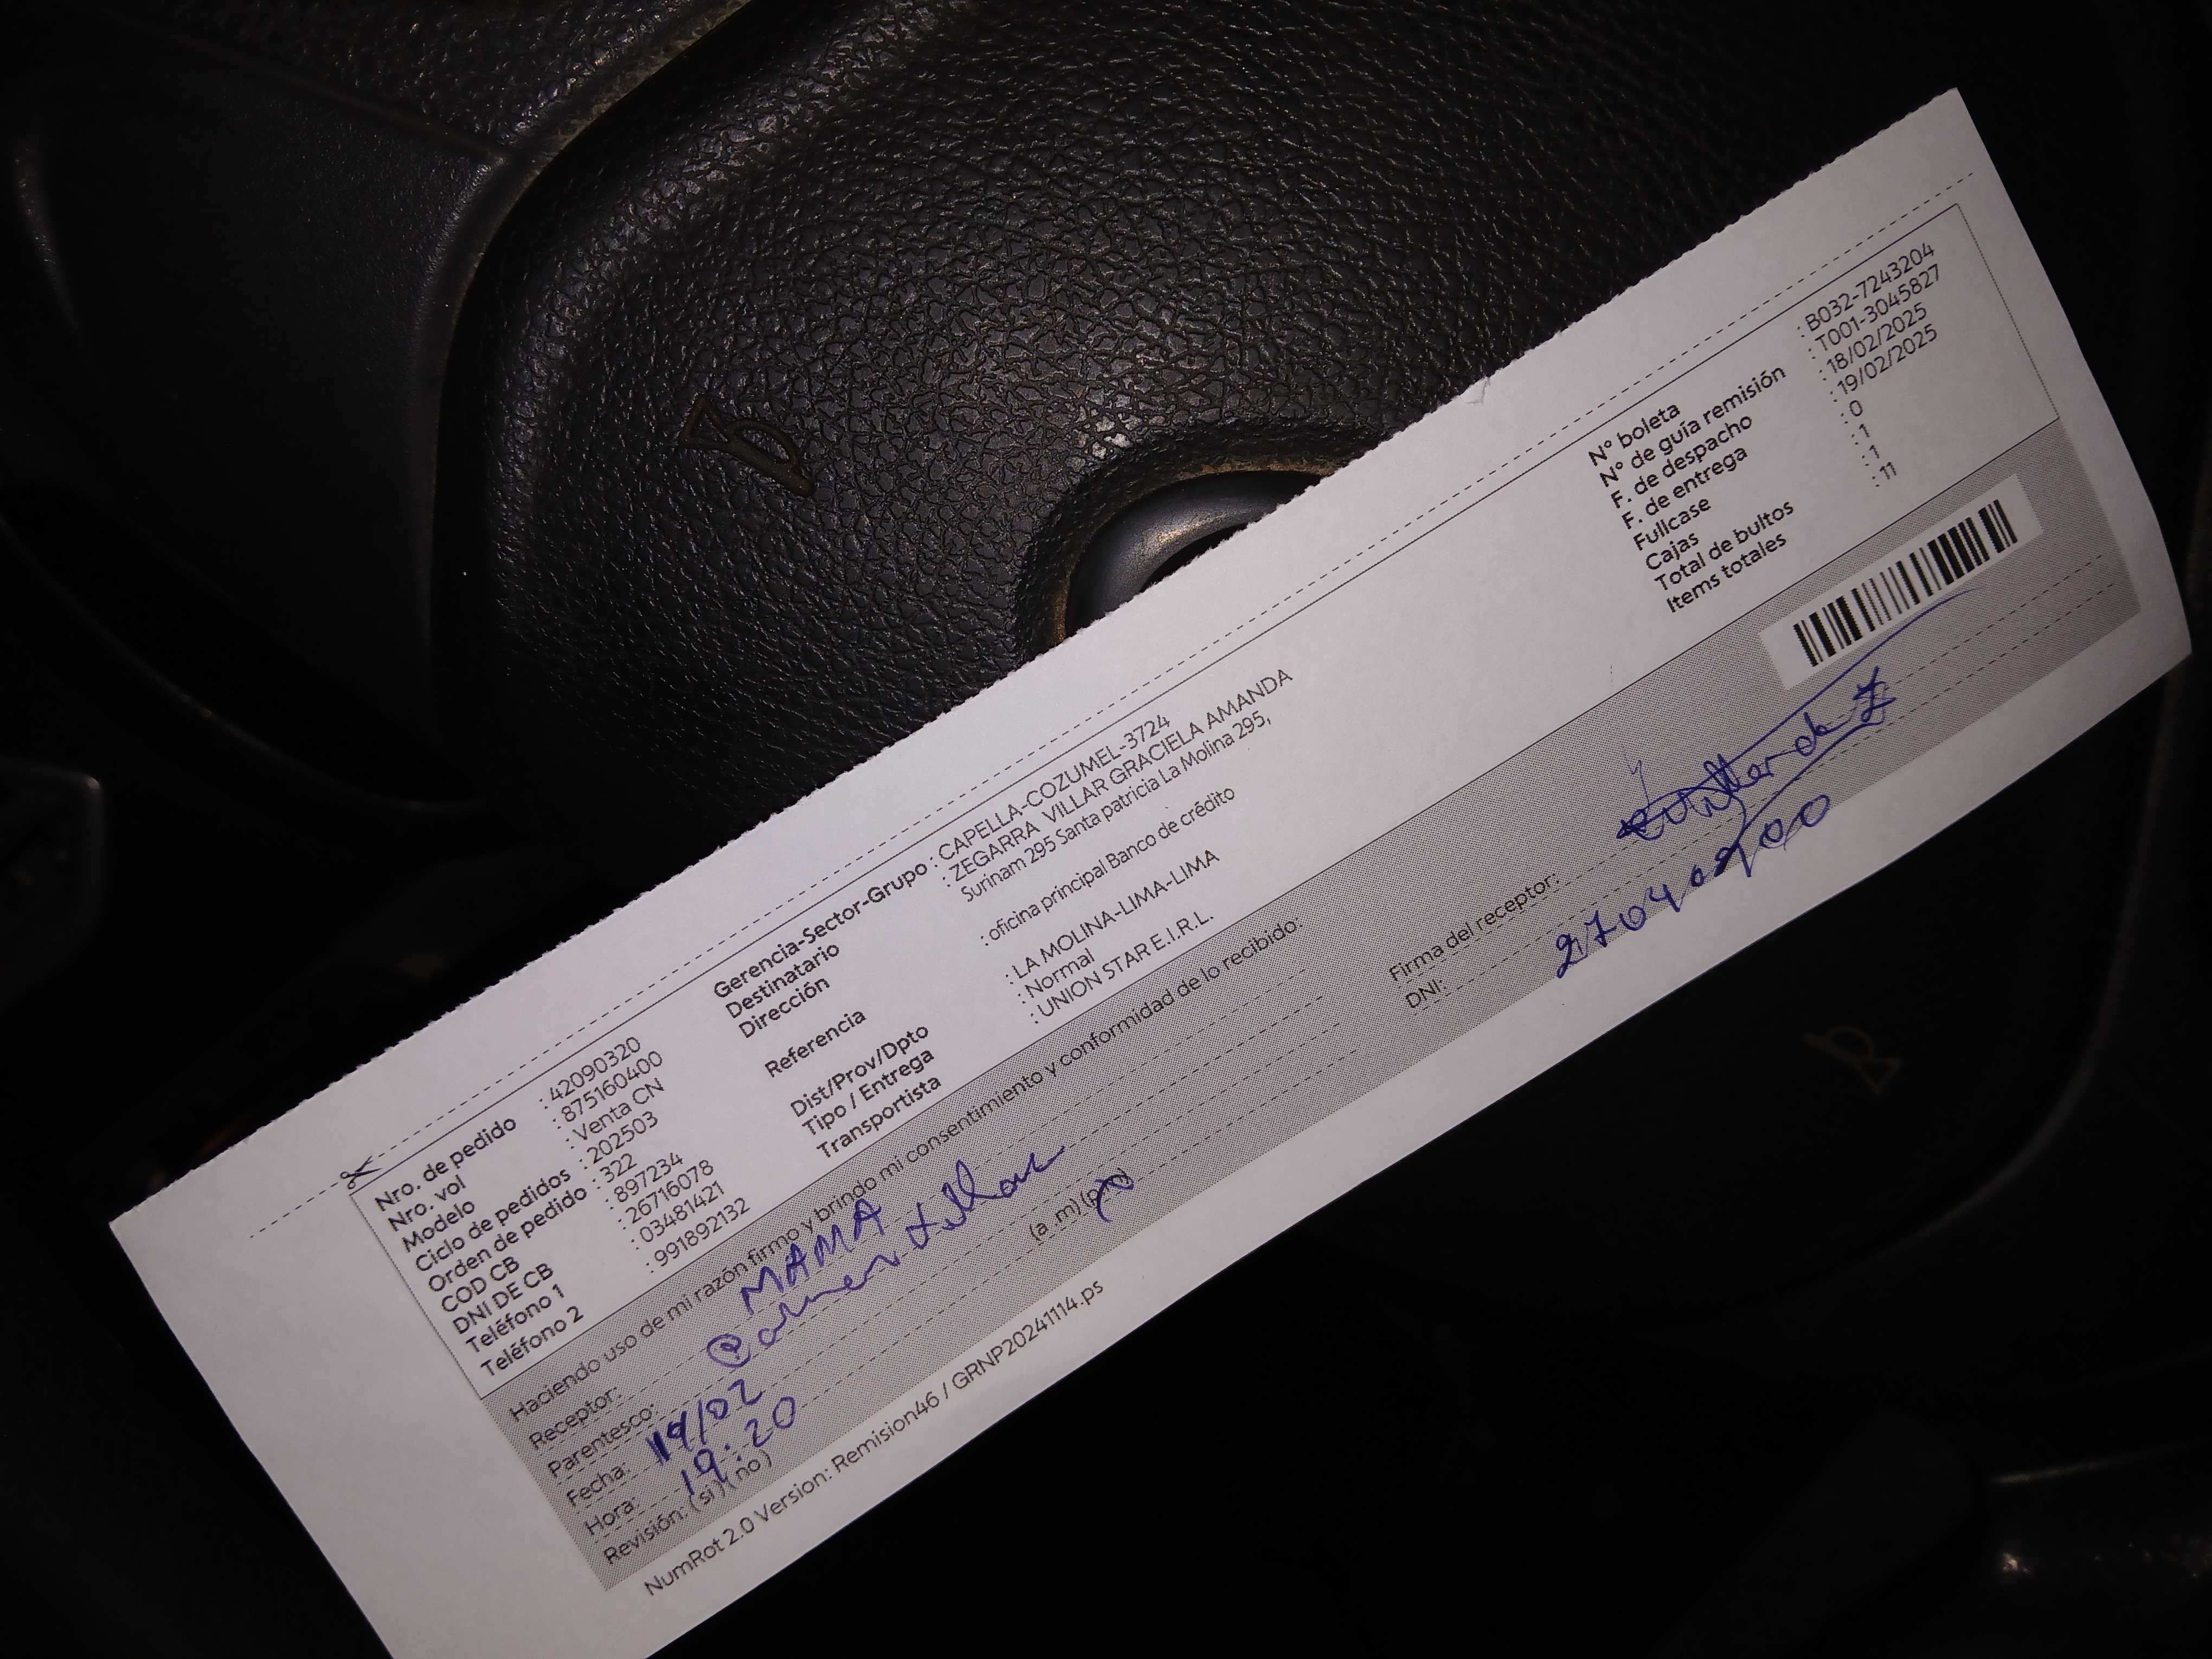 Nro. de pedido : 42090320
Nro. vol : 875160400
Modelo : Venta CN
Ciclo de pedidos : 202503
Orden de pedido : 322
COD CB : 897234
DNI DE CB : 26716078
Teléfono 1 : 03481421
Teléfono 2 : 991892132
Gerencia-Sector-Grupo : CAPELLA-COZUMEL-3724
Destinatario : ZEGARRA VILLAR GRACIELA AMANDA
Dirección Surinam 295 Santa patricia La Molina 295,
Referencia : oficina principal Banco de crédito
Dist/Prov/Dpto : LA MOLINA-LIMA-LIMA
Tipo / Entrega : Normal
Transportista : UNION STAR E.I.R.L.
N° boleta : B032-7243204
N° de guía remisión : T001-3045827
F. de despacho : 18/02/2025
F. de entrega : 19/02/2025
Fullcase : 0
Cajas : 1
Total de bultos : 1
Items totales : 11
Haciendo uso de mi razón firmo y brindo mi consentimiento y conformidad de lo recibido:
Receptor: MAMA
Parentesco: Carmen Villar
Fecha: 19/02
Hora: 19:20 (a .m) (p.m)
Revisión: ( si ) ( no )
Firma del receptor:
DNI:
NumRot 2.0 Version: Remision46 / GRNP20241114.ps